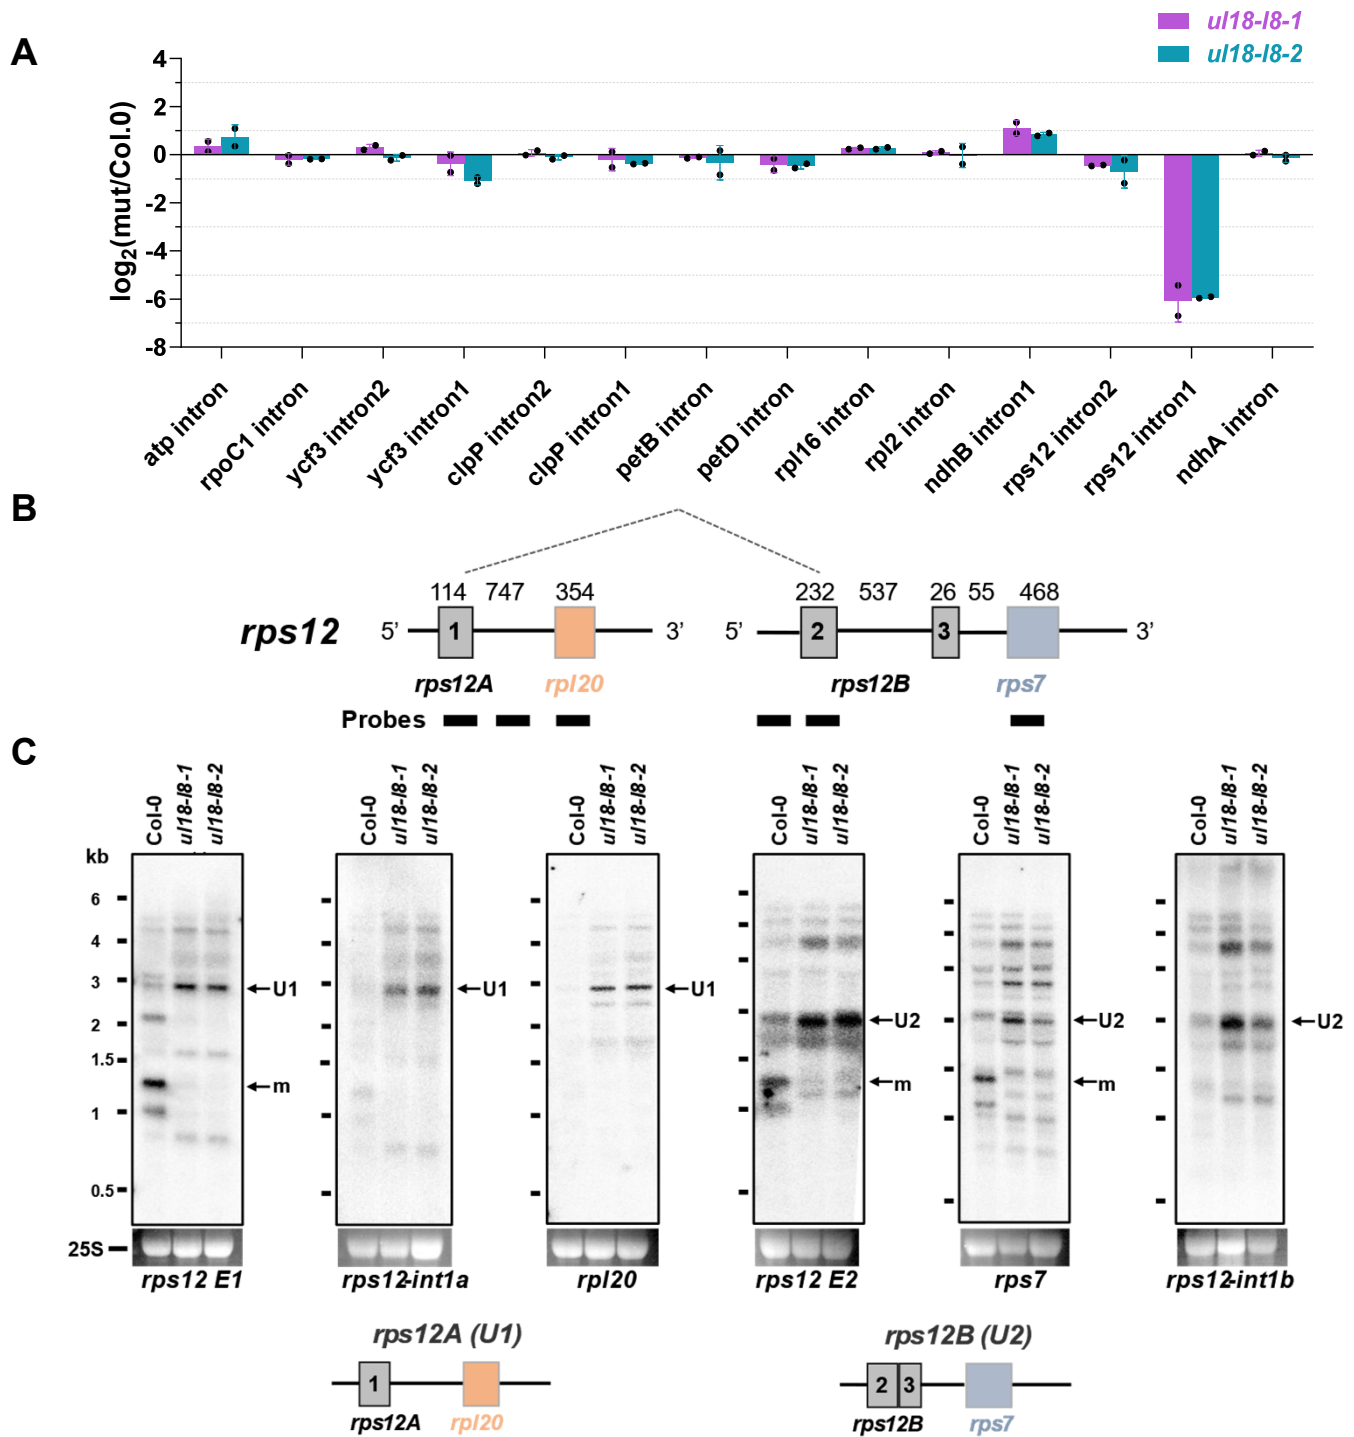 A
ul18-l8-1
ul18-l8-2
log2(mut/Col.0)
4
2
0
-2
-4
-6
-8
atp intron
rpoC1 intron
ycf3 intron2
ycf3 intron1
clpP intron2
clpP intron1
petB intron
petD intron
rpl16 intron
rpl2 intron
ndhB intron1
rps12 intron2
rps12 intron1
ndhA intron
B
114 747 354 232 537 26 55 468
rps12 5’ 1 3’ 5’ 2 3 3’
rps12A rpl20 rps12B rps7
Probes
C
Col-0 ul18-l8-1 ul18-l8-2 Col-0 ul18-l8-1 ul18-l8-2 Col-0 ul18-l8-1 ul18-l8-2 Col-0 ul18-l8-1 ul18-l8-2 Col-0 ul18-l8-1 ul18-l8-2 Col-0 ul18-l8-1 ul18-l8-2
kb
6
4
3
U1 U1 U1
2
U2 U2 U2
1.5
m m m
1
0.5
25S
rps12 E1 rps12-int1a rpl20 rps12 E2 rps7 rps12-int1b
rps12A (U1) rps12B (U2)
1 2 3
rps12A rpl20 rps12B rps7